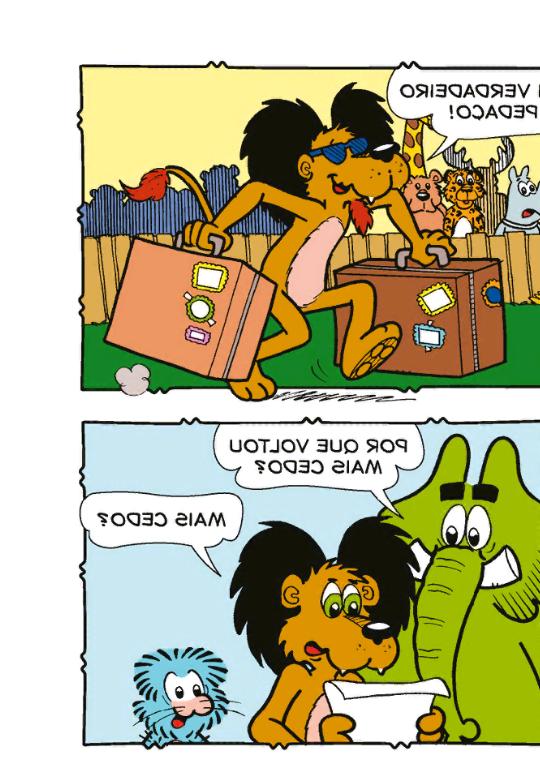 VERDADEIRO
PEDAÇO!
POR QUE VOLTOU
MAIS CEDO?
MAIS CEDO?